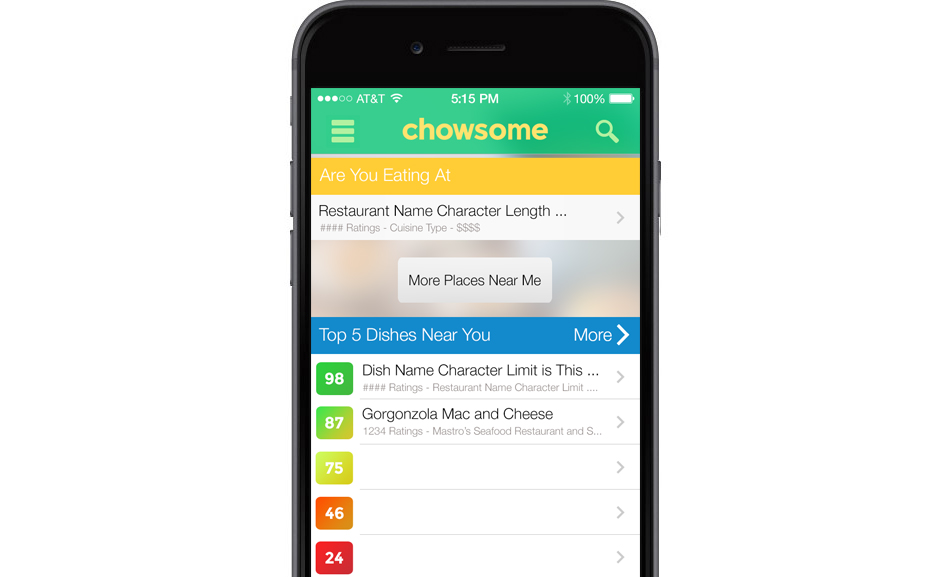 AT&T 5:15 PM 100%
chowsome
Are You Eating At
Restaurant Name Character Length ...
#### Ratings - Cuisine Type - $$$$
More Places Near Me
Top 5 Dishes Near You More
98 Dish Name Character Limit is This ...
#### Ratings - Restaurant Name Character Limit ....
87 Gorgonzola Mac and Cheese
1234 Ratings - Mastro's Seafood Restaurant and S...
75
46
24